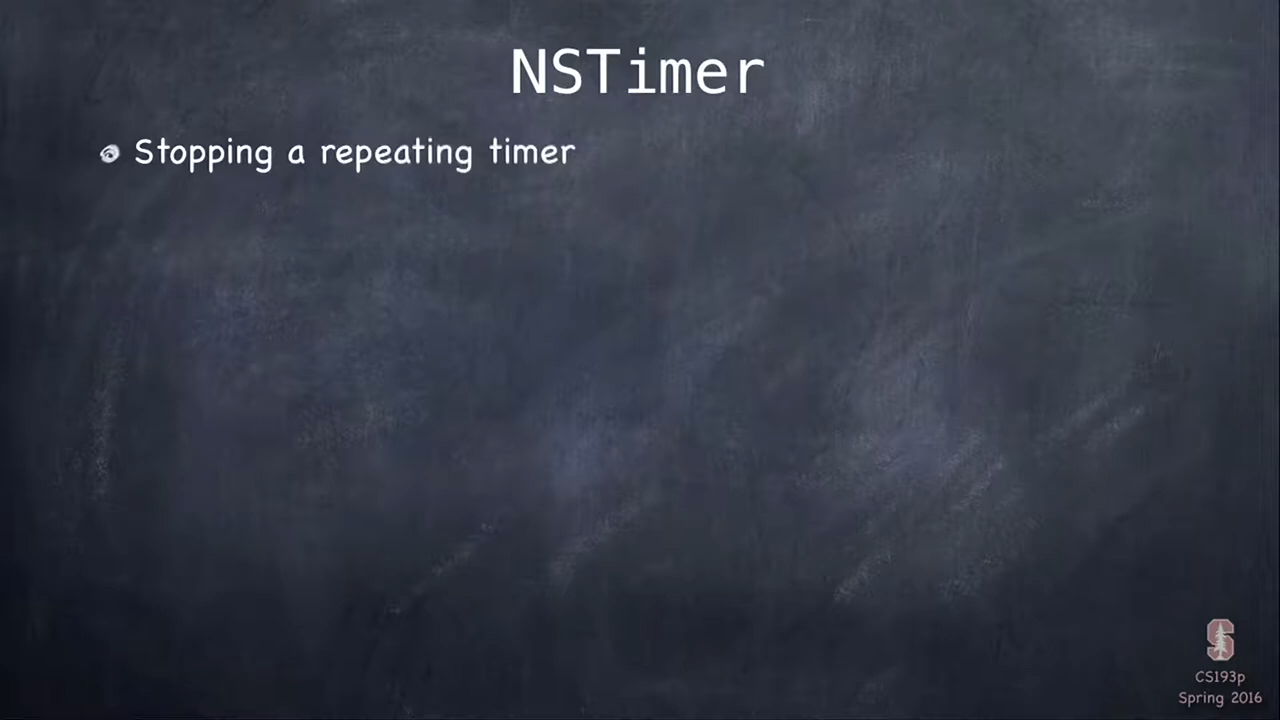 NSTimer
Stopping a repeating timer
S
CS193p
Spring 2016